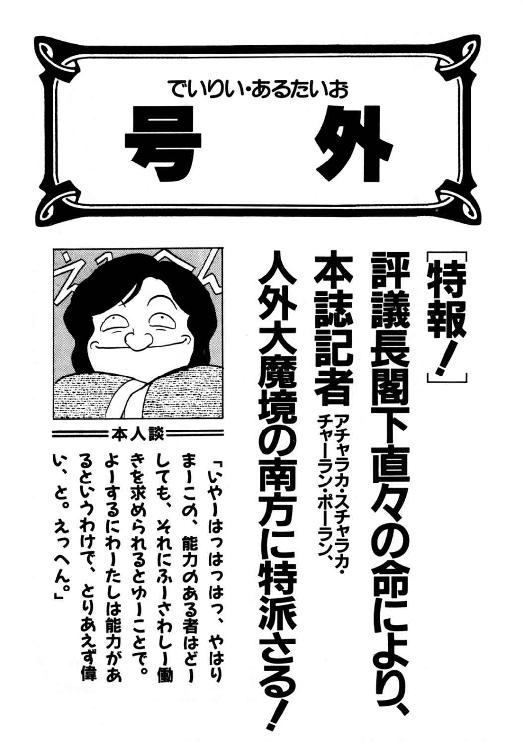 でいりい・あるたいお
号外
[特報!]
評議長閣下直々の命により、
本誌記者アチャラカ・スチャラカ・
チャーラン・ポーラン、
人外大魔境の南方に特派さる!
えっへん
本人談
「いやーはっはっはっ、やはり
まーこの、能力のある者はどー
しても、それにふーさわしー働
きを求められるとゆーことで。
よーするにわーたしは能力があ
るというわけで、とりあえず偉
い、と。えっへん。」